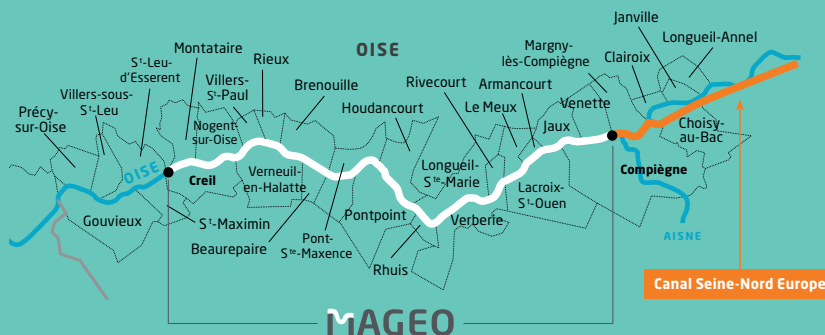 OISE
Janville
Longueil-Annel
Margny-
lès-Compiègne
Clairoix
Montataire
Rieux
Sᵗ-Leu-
d'Esserent
Villers-
Sᵗ-Paul
Brenouille
Rivecourt
Armancourt
Villers-sous-
Sᵗ-Leu
Houdancourt
Le Meux
Venette
Précy-
sur-Oise
Nogent-
sur-Oise
Jaux
Choisy-
au-Bac
OISE
Creil
Verneuil-
en-Halatte
Longueil-
Sᵗᵉ-Marie
Compiègne
Lacroix-
Sᵗ-Ouen
Gouvieux
Sᵗ-Maximin
Pontpoint
Verberie
AISNE
Beaurepaire
Pont-
Sᵗᵉ-Maxence
Rhuis
Canal Seine-Nord Europe
MAGEO